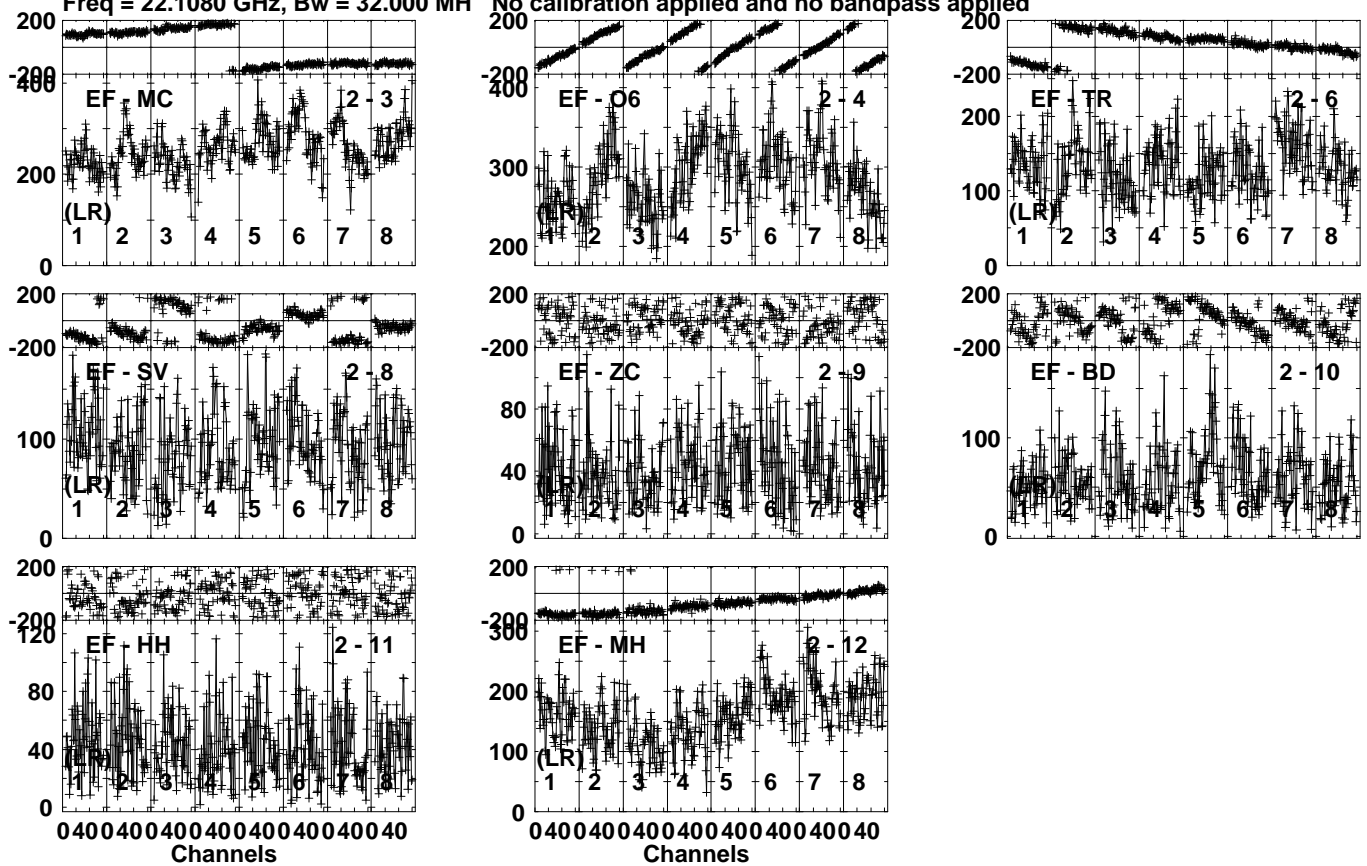 Freq = 22.1080 GHz, Bw = 32.000 MH No calibration applied and no bandpass applied
200
-200
400
200
0
EF - MC 2 - 3
(LR)
1 2 3 4 5 6 7 8
200
-200
400
300
200
EF - O6 2 - 4
(LR)
1 2 3 4 5 6 7 8
200
-200
200
100
0
EF - TR 2 - 6
(LR)
1 2 3 4 5 6 7 8
200
-200
100
0
EF - SV 2 - 8
(LR)
1 2 3 4 5 6 7 8
200
-200
80
40
0
EF - ZC 2 - 9
(LR)
1 2 3 4 5 6 7 8
200
-200
100
0
EF - BD 2 - 10
(LR)
1 2 3 4 5 6 7 8
200
-200
120
80
40
0
EF - HH 2 - 11
(LR)
1 2 3 4 5 6 7 8
0 40 0 40 0 40 0 40 0 40 0 40 0 40 0 40
Channels
200
-200
300
200
100
0
EF - MH 2 - 12
(LR)
1 2 3 4 5 6 7 8
0 40 0 40 0 40 0 40 0 40 0 40 0 40 0 40
Channels